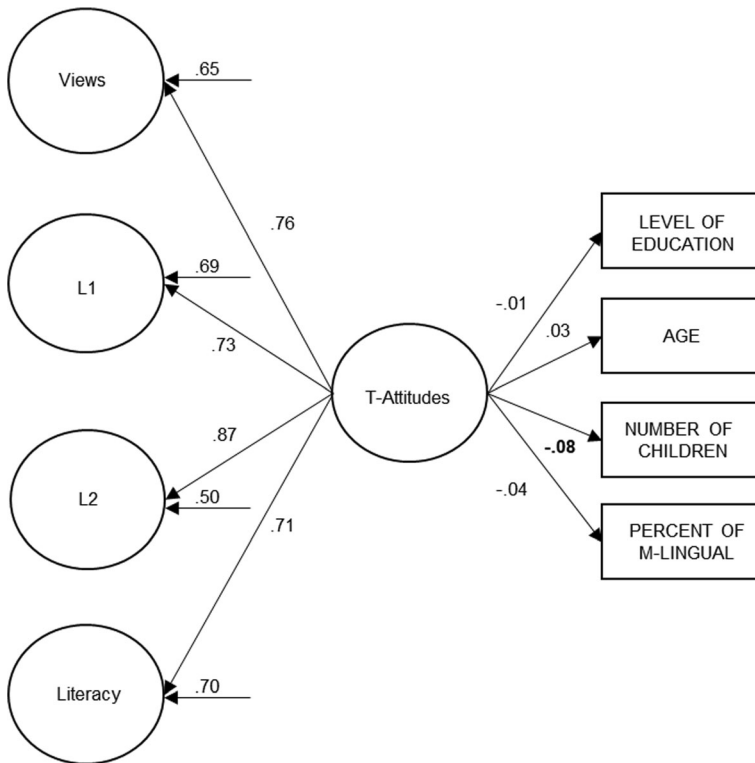 Views
.65
.76
L1
.69
.73
L2
.87
.50
.71
Literacy
.70
T-Attitudes
-.01
.03
-.08
-.04
LEVEL OF
EDUCATION
AGE
NUMBER OF
CHILDREN
PERCENT OF
M-LINGUAL